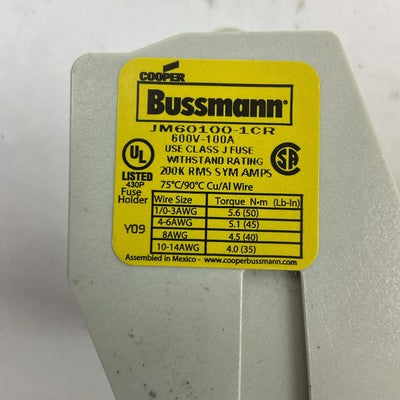 COOPER
Bussmann®
JM60100-1CR
600V-100A
USE CLASS J FUSE
WITHSTAND RATING
200K RMS SYM AMPS
75°C/90°C Cu/Al Wire
UL
LISTED
430P
Fuse
Holder
SA
Y09
Wire Size Torque N-m (Lb-In)
1/0-3AWG 5.6 (50)
4-6AWG 5.1 (45)
8AWG 4.5 (40)
10-14AWG 4.0 (35)
Assembled in Mexico - www.cooperbussmann.com